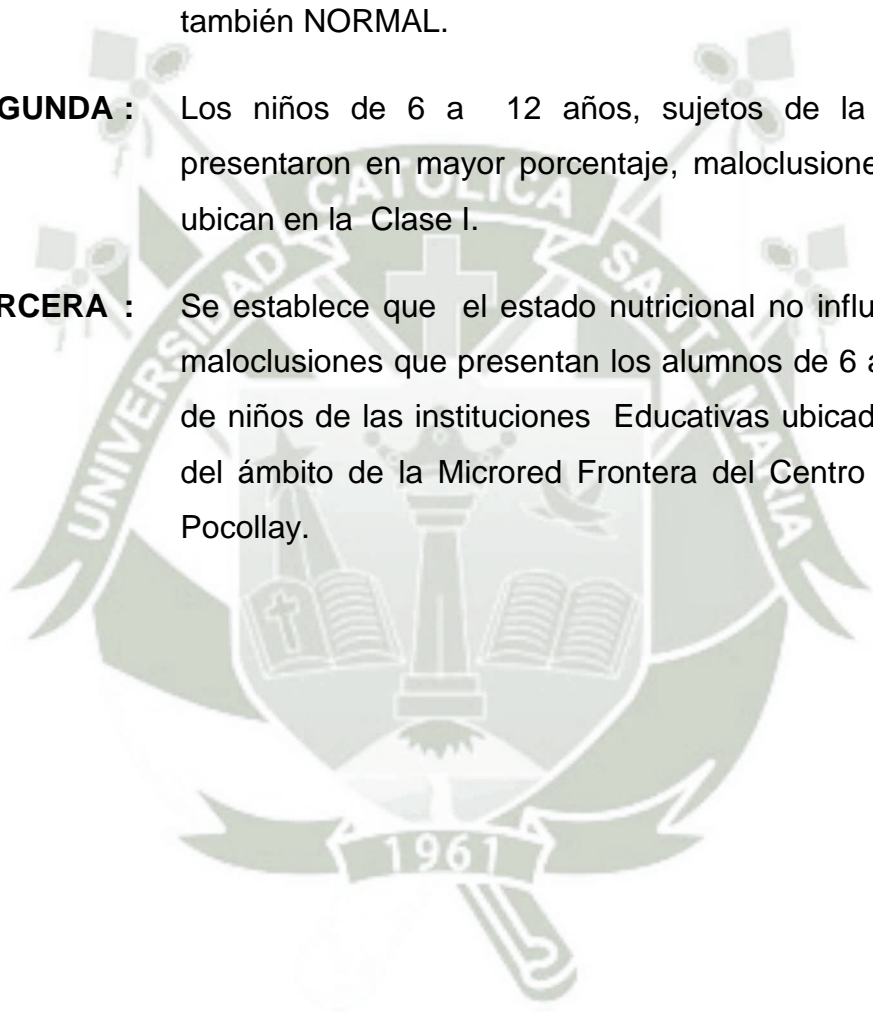 también NORMAL.
GUNDA : Los niños de 6 a 12 años, sujetos de la
presentaron en mayor porcentaje, maloclusione
ubican en la Clase I.
RCERA : Se establece que el estado nutricional no influ
maloclusiones que presentan los alumnos de 6 a
de niños de las instituciones Educativas ubicad
del ámbito de la Microred Frontera del Centro
Pocollay.
UNIVERSIDAD CATOLICA SANTA MARIA
1961